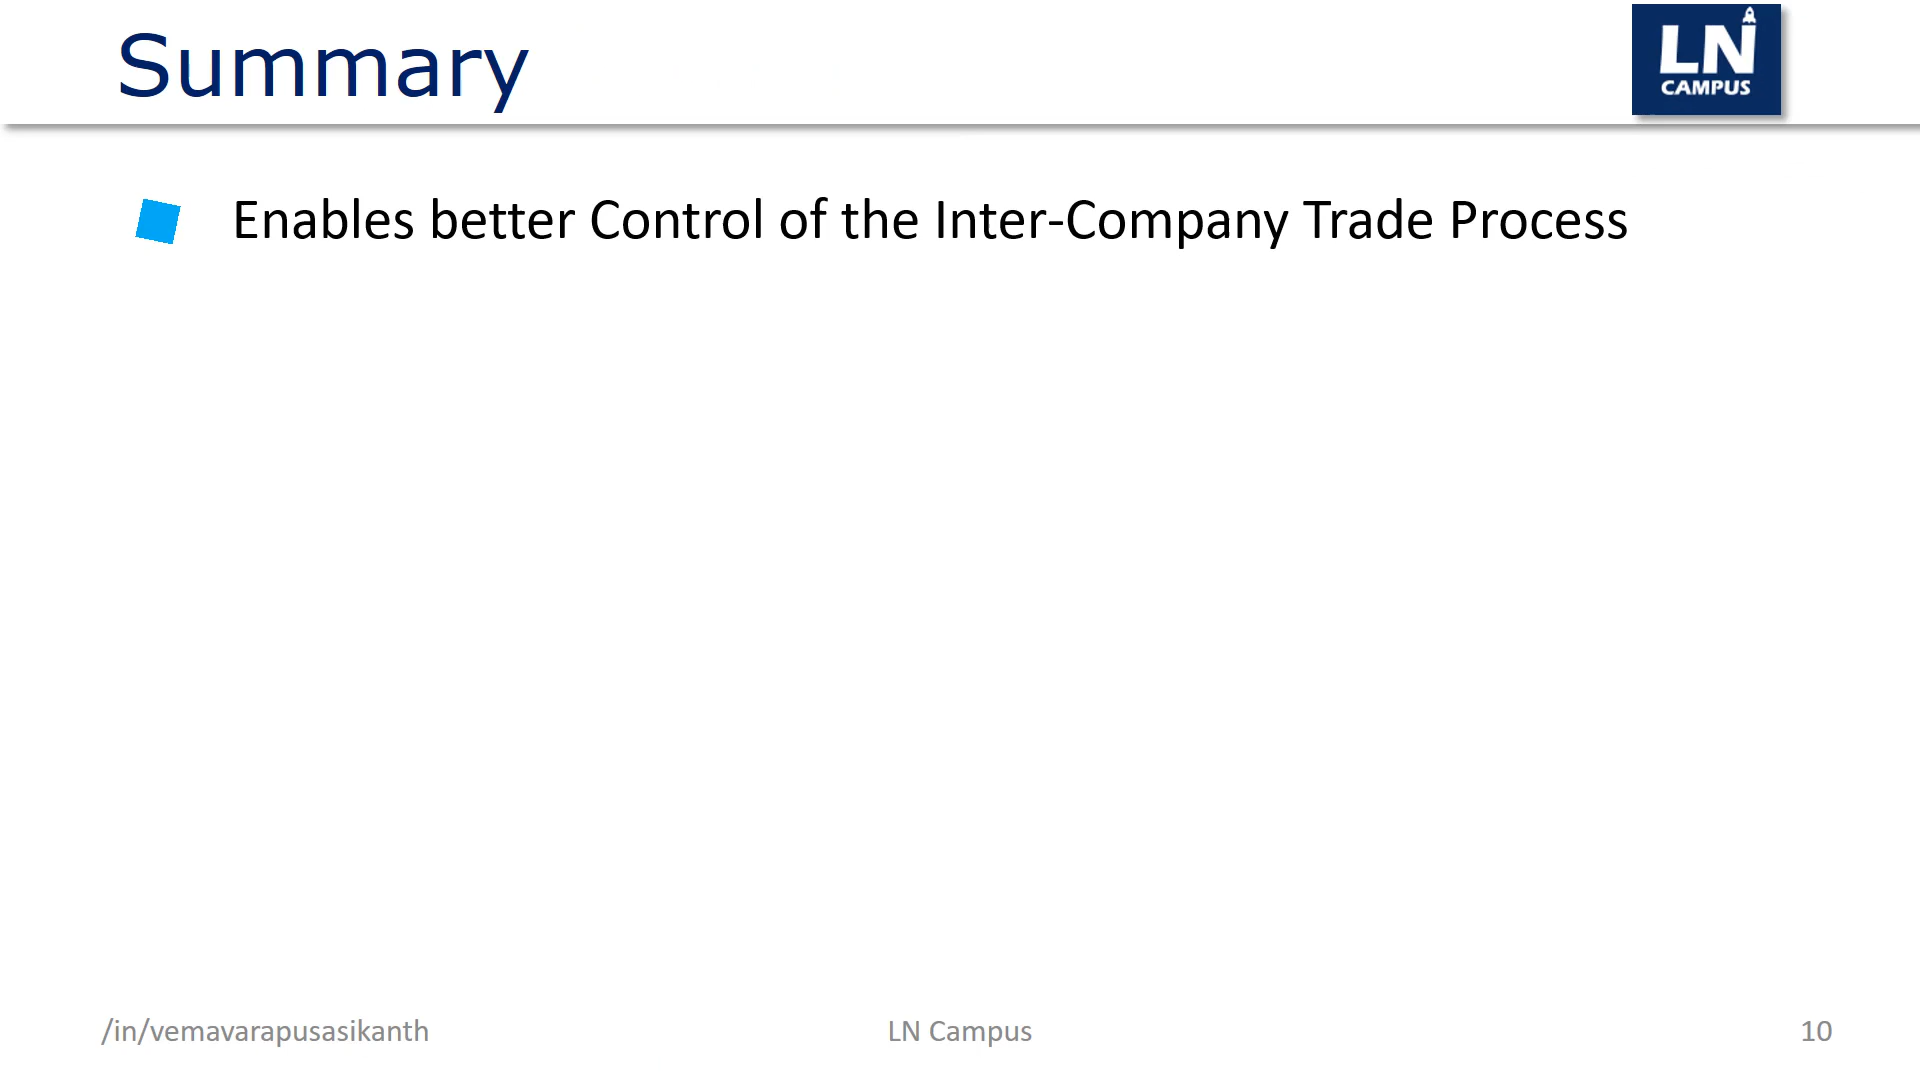 Summary
LN
CAMPUS
Enables better Control of the Inter-Company Trade Process
/in/vemavarapusasikanth
LN Campus
10